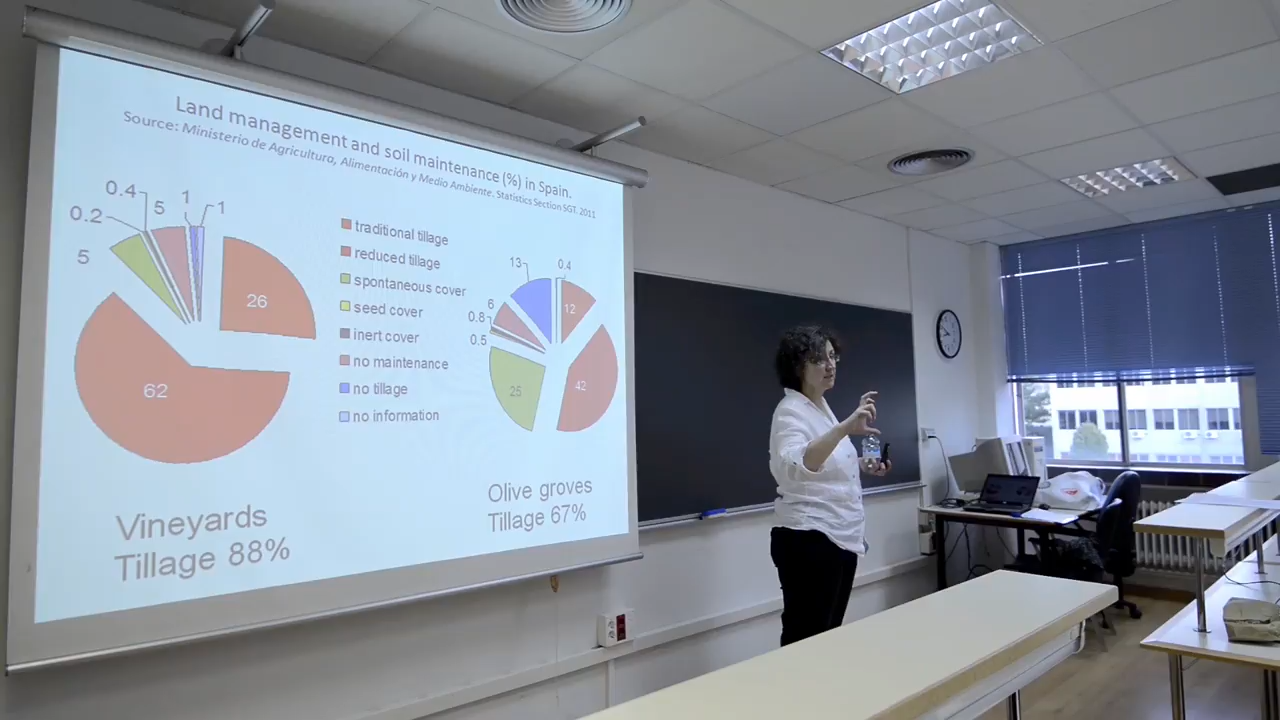 Land management and soil maintenance (%) in Spain.
Source: Ministerio de Agricultura, Alimentación y Medio Ambiente. Statistics Section SGT. 2011
0.4
5
1
1
0.2
5
26
62
traditional tillage
reduced tillage
spontaneous cover
seed cover
inert cover
no maintenance
no tillage
no information
13
0.4
6
0.8
0.5
12
42
25
Vineyards
Tillage 88%
Olive groves
Tillage 67%